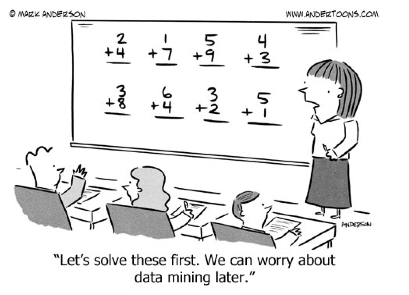 © MARK ANDERSON WWW.ANDERTOONS.COM
2 1 5 4
+4 +7 +9 +3
3 6 3 5
+8 +4 +2 +1
ANDERSON
"Let's solve these first. We can worry about
data mining later."